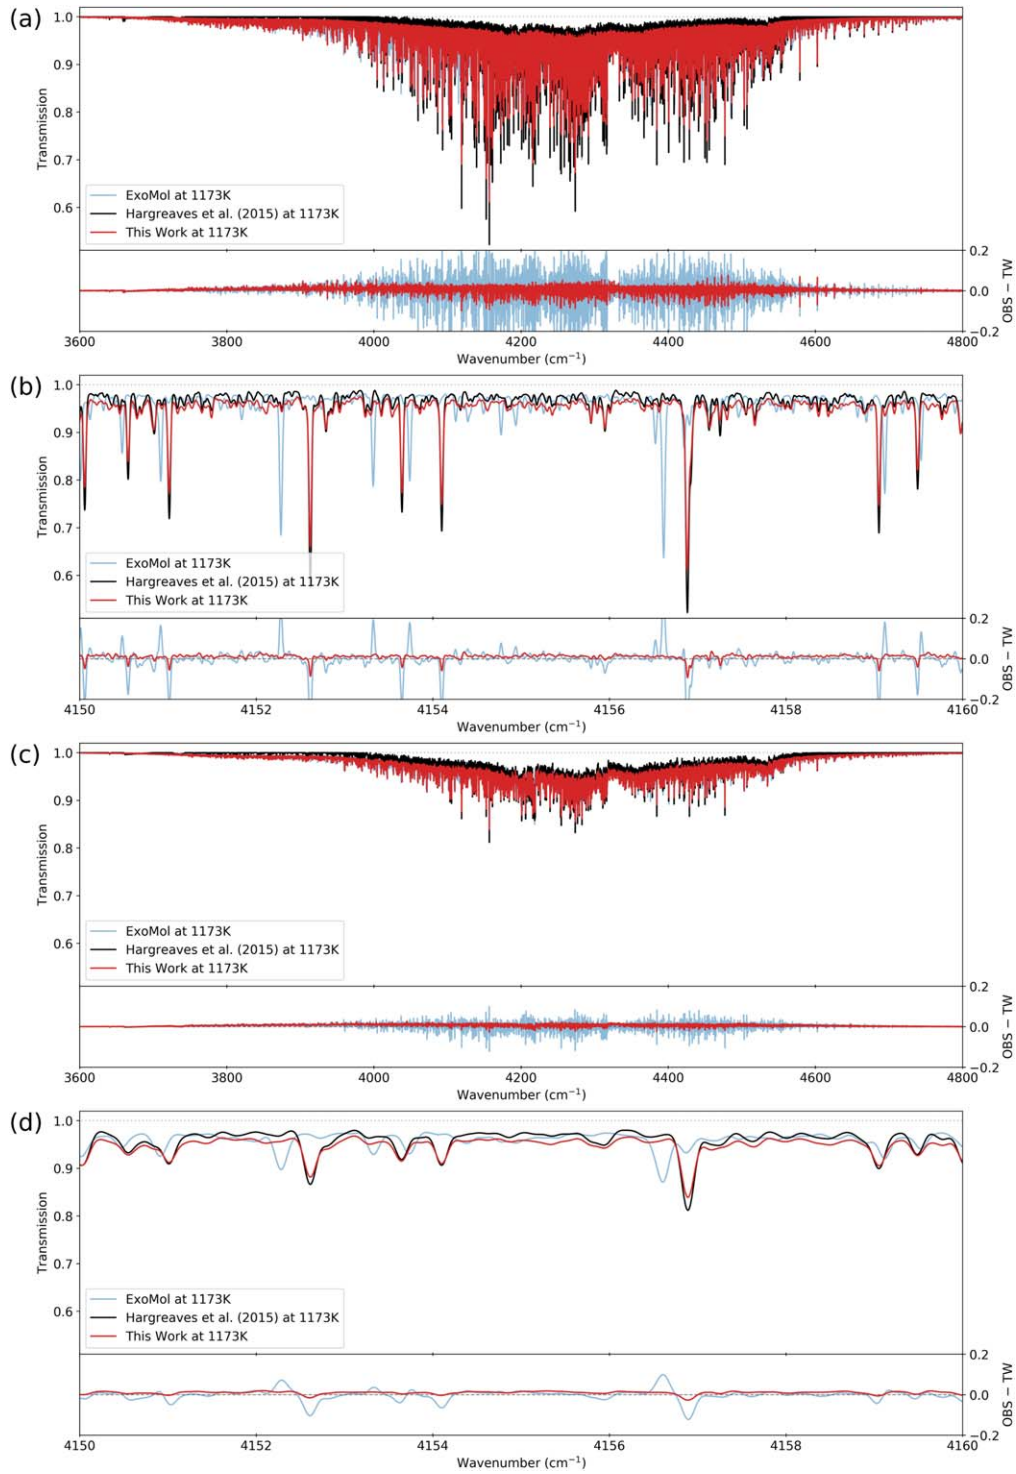 (a)
1.0
0.9
0.8
0.7
0.6
Transmission
ExoMol at 1173K
Hargreaves et al. (2015) at 1173K
This Work at 1173K
0.2
0.0
−0.2
OBS − TW
3600 3800 4000 4200 4400 4600 4800
Wavenumber (cm⁻¹)
(b)
1.0
0.9
0.8
0.7
0.6
Transmission
ExoMol at 1173K
Hargreaves et al. (2015) at 1173K
This Work at 1173K
0.2
0.0
−0.2
OBS − TW
4150 4152 4154 4156 4158 4160
Wavenumber (cm⁻¹)
(c)
1.0
0.9
0.8
0.7
0.6
Transmission
ExoMol at 1173K
Hargreaves et al. (2015) at 1173K
This Work at 1173K
0.2
0.0
−0.2
OBS − TW
3600 3800 4000 4200 4400 4600 4800
Wavenumber (cm⁻¹)
(d)
1.0
0.9
0.8
0.7
0.6
Transmission
ExoMol at 1173K
Hargreaves et al. (2015) at 1173K
This Work at 1173K
0.2
0.0
−0.2
OBS − TW
4150 4152 4154 4156 4158 4160
Wavenumber (cm⁻¹)